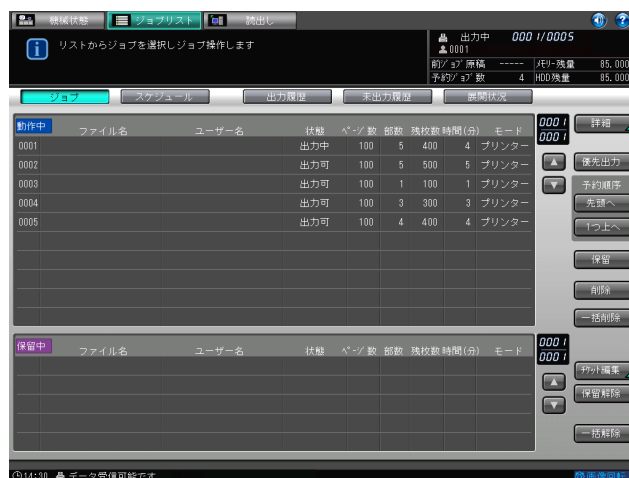 機械状態 ジョブリスト 読出し
リストからジョブを選択しジョブ操作します
出力中 0001/0005
0001
前ジョブ原稿 ----- メモリー残量 85.000
予約ジョブ数 4 HDD残量 85.000
ジョブ スケジュール 出力履歴 未出力履歴 展開状況
動作中 ファイル名 ユーザー名 状態 ページ数 部数 残枚数 時間(分) モード
0001 出力中 100 5 400 4 プリンター
0002 出力可 100 5 500 5 プリンター
0003 出力可 100 1 100 1 プリンター
0004 出力可 100 3 300 3 プリンター
0005 出力可 100 4 400 4 プリンター
0001
0001
詳細
優先出力
予約順序
先頭へ
1つ上へ
保留
削除
一括削除
保留中 ファイル名 ユーザー名 状態 ページ数 部数 残枚数 時間(分) モード
0001
0001
チケット編集
保留解除
一括解除
14:30 データ受信可能です 画像回転